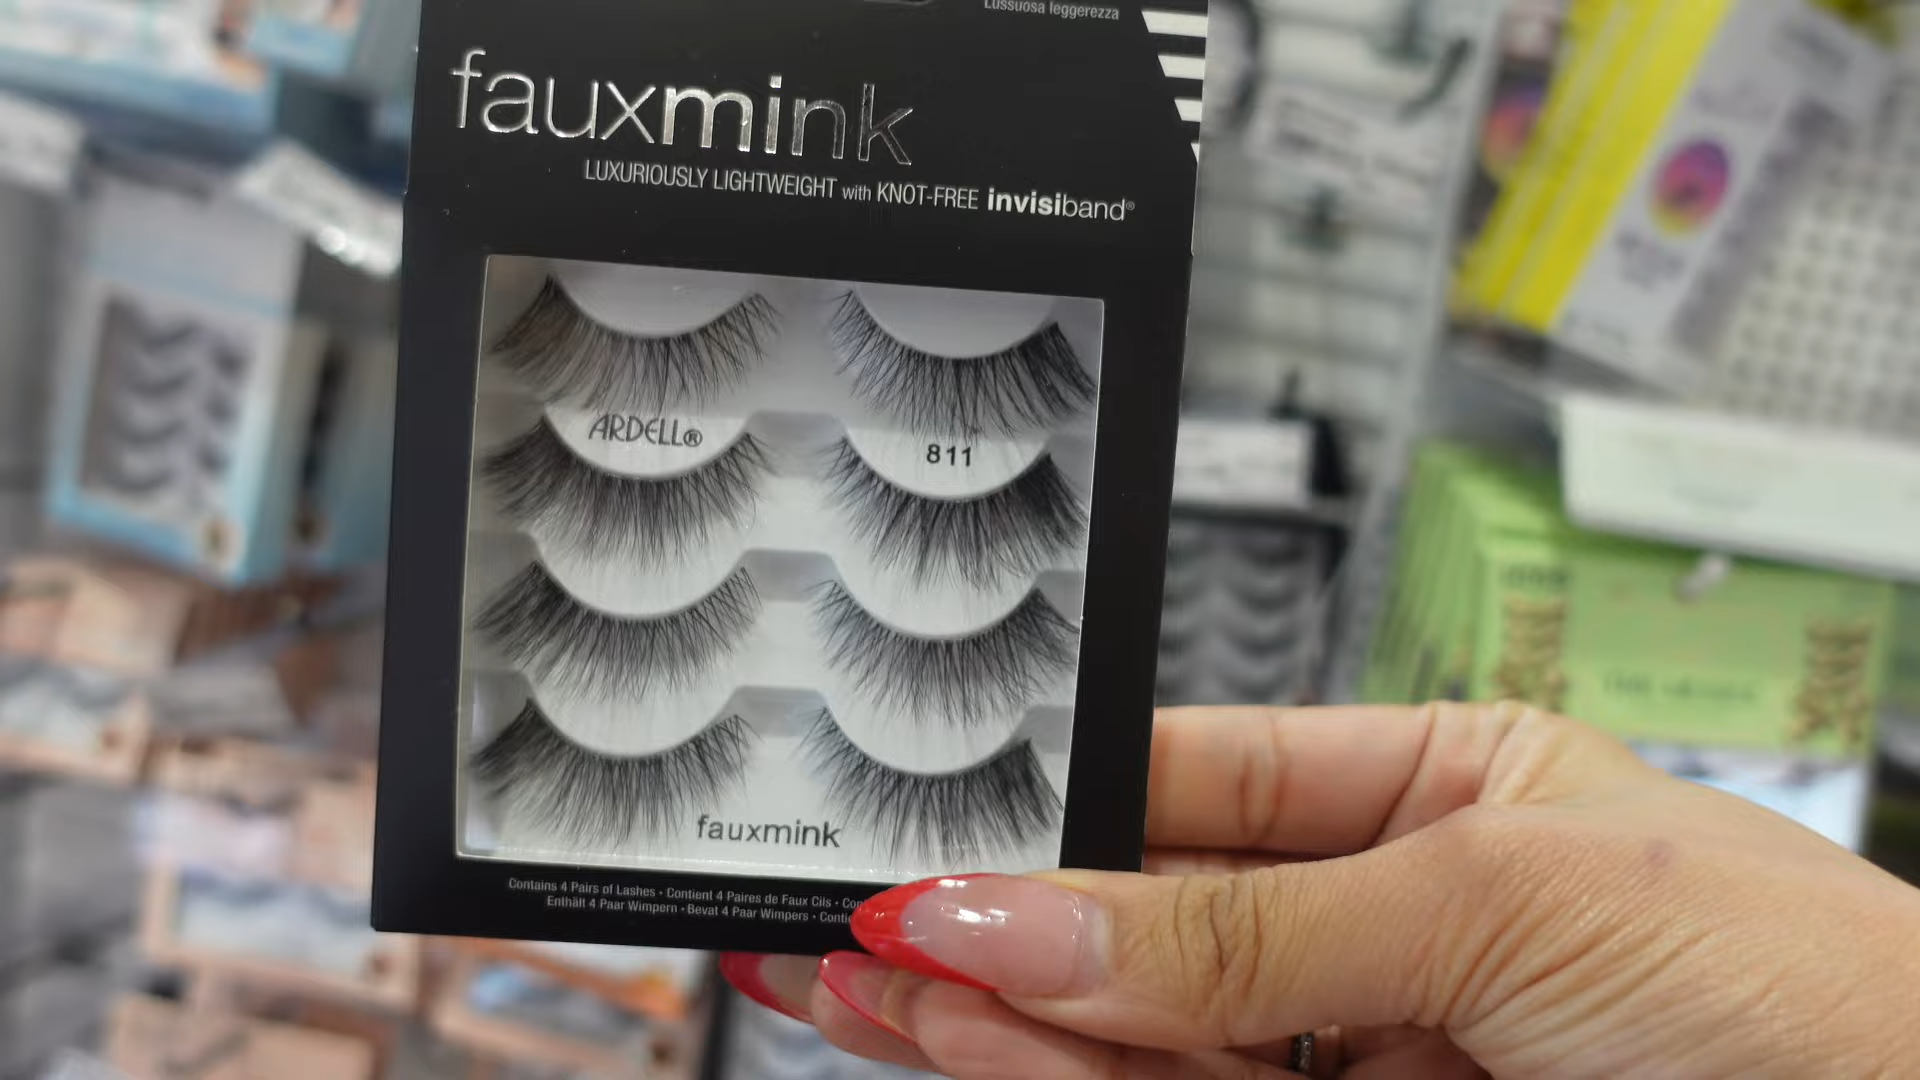 Lussuosa leggerezza
fauxmink
LUXURIOUSLY LIGHTWEIGHT with KNOT-FREE invisiband®
ARDELL®
811
fauxmink
Contains 4 Pairs of Lashes • Contient 4 Paires de Faux Cils •
Enthält 4 Paar Wimpern • Bevat 4 Paar Wimpers •